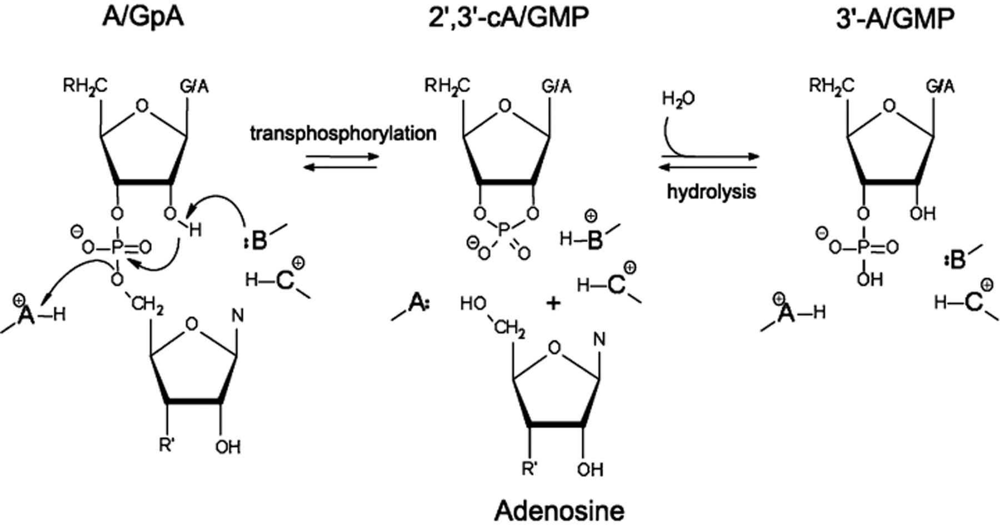 A/GpA
2',3'-cA/GMP
3'-A/GMP
RH₂C
G/A
O
RH₂C
G/A
O
H₂O
RH₂C
G/A
O
transphosphorylation
hydrolysis
O
O
H
⊖
O–P=O
O
:B
H–C
⊕
CH₂
⊕
A–H
O
N
R'
OH
O
O
P
⊖
O
O
⊕
H–B
H–C
⊕
A:
HO
+
CH₂
O
N
R'
OH
Adenosine
O
OH
⊖
O–P=O
OH
:B
H–C
⊕
⊕
A–H